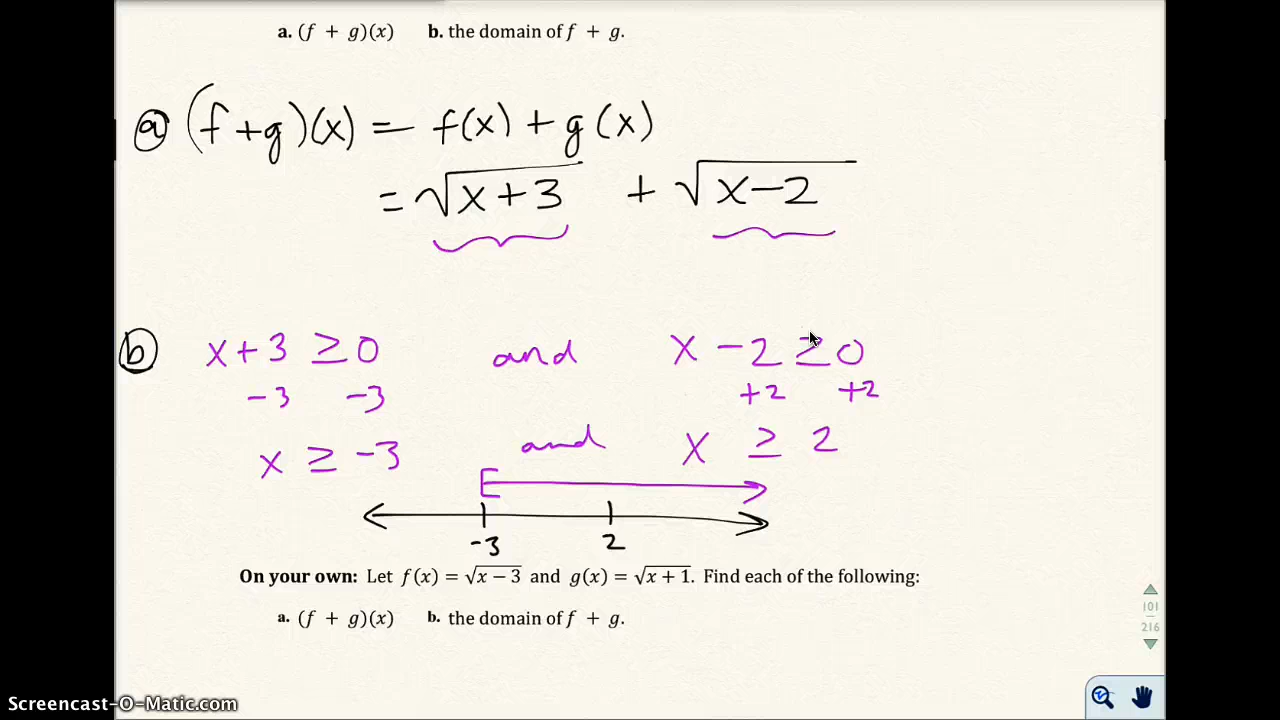 a. (f + g)(x) b. the domain of f + g.
a (f+g)(x) = f(x) + g(x)
= √x+3 + √x−2
b x+3 ≥0 and x −2 ≥0
−3 −3 +2 +2
x ≥ −3 and x ≥ 2
-3 2
On your own: Let f(x) = √x − 3 and g(x) = √x + 1. Find each of the following:
a. (f + g)(x) b. the domain of f + g.
101
216
Screencast-O-Matic.com